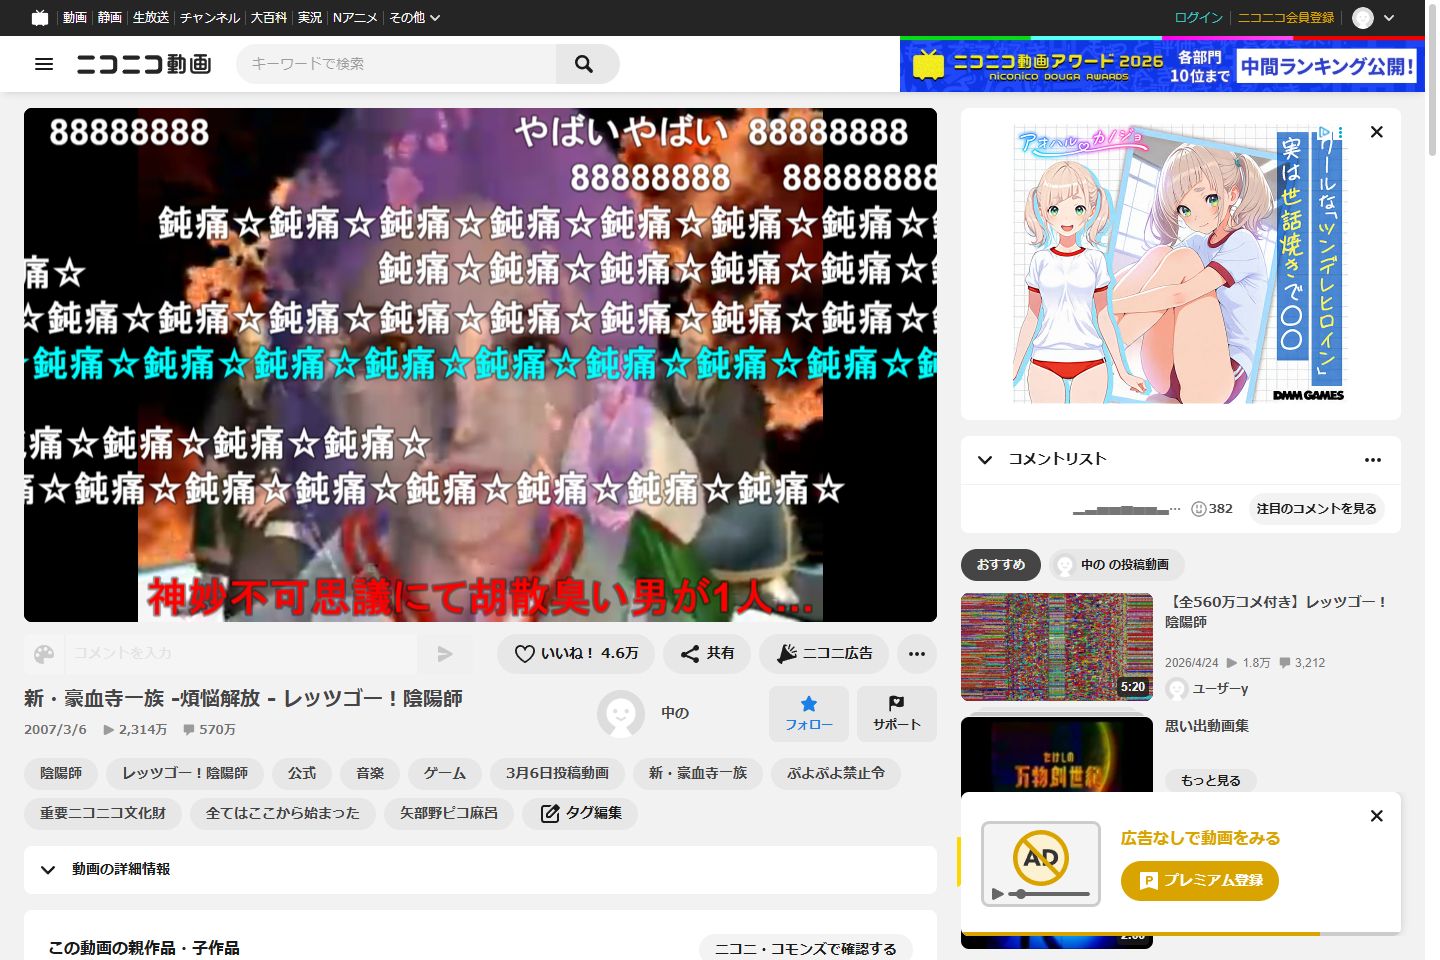 動画 静画 生放送 チャンネル 大百科 実況 Nアニメ その他
ログイン ニコニコ会員登録
ニコニコ動画
キーワードで検索
ニコニコ動画アワード 2026
niconico DOUGA AWARDS
各部門
10位まで
中間ランキング公開!
88888888 やばいやばい 88888888
88888888 88888888
鈍痛☆鈍痛☆鈍痛☆鈍痛☆鈍痛☆鈍痛☆鈍痛☆
痛☆ 鈍痛☆鈍痛☆鈍痛☆鈍痛☆鈍痛☆
☆鈍痛☆鈍痛☆鈍痛☆鈍痛☆鈍痛☆鈍痛☆鈍痛☆鈍痛☆
☆鈍痛☆鈍痛☆鈍痛☆鈍痛☆鈍痛☆鈍痛☆鈍痛☆鈍痛☆鈍
痛☆鈍痛☆鈍痛☆鈍痛☆鈍痛☆
☆鈍痛☆鈍痛☆鈍痛☆鈍痛☆鈍痛☆鈍痛☆鈍痛☆
神妙不可思議にて胡散臭い男が1人…
コメントを入力
いいね！ 4.6万
共有
ニコニ広告
新・豪血寺一族 -煩悩解放 - レッツゴー！陰陽師
2007/3/6 2,314万 570万
中の
フォロー
サポート
陰陽師 レッツゴー！陰陽師 公式 音楽 ゲーム 3月6日投稿動画 新・豪血寺一族 ぷよぷよ禁止令
重要ニコニコ文化財 全てはここから始まった 矢部野ピコ麻呂 タグ編集
動画の詳細情報
この動画の親作品・子作品
ニコニ・コモンズで確認する
アオハルカノジョ
クールな「ツンデレヒロイン」
実は世話焼きで〇〇
DMM GAMES
コメントリスト
382
注目のコメントを見る
おすすめ
中の の投稿動画
【全560万コメ付き】レッツゴー！
陰陽師
2026/4/24 1.8万 3,212
ユーザーy
5:20
思い出動画集
たけしの
万物創世紀
もっと見る
AD
広告なしで動画をみる
P プレミアム登録